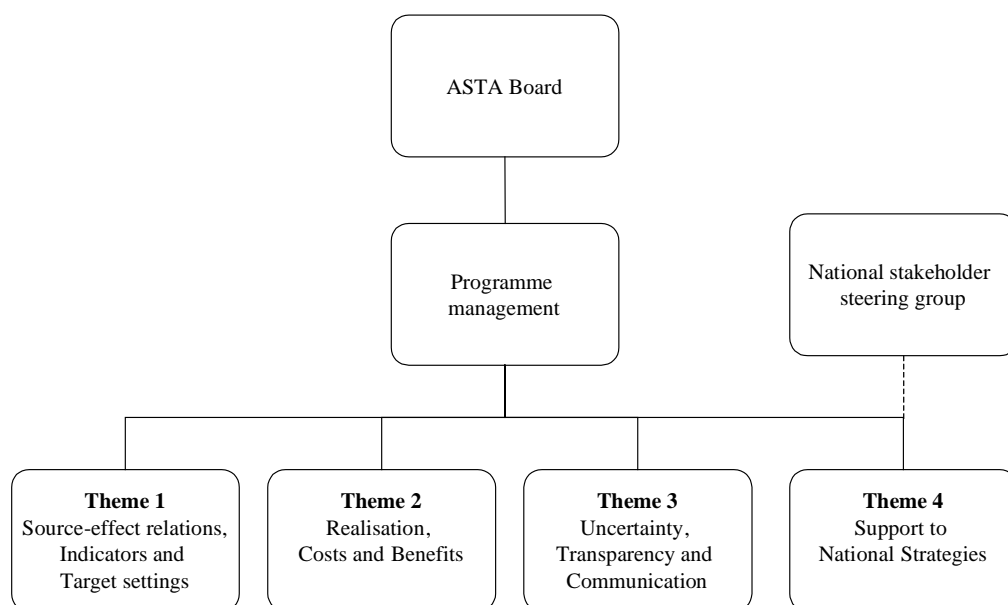 ASTA Board
Programme
management
National stakeholder
steering group
Theme 1
Source-effect relations,
Indicators and
Target settings
Theme 2
Realisation,
Costs and Benefits
Theme 3
Uncertainty,
Transparency and
Communication
Theme 4
Support to
National Strategies